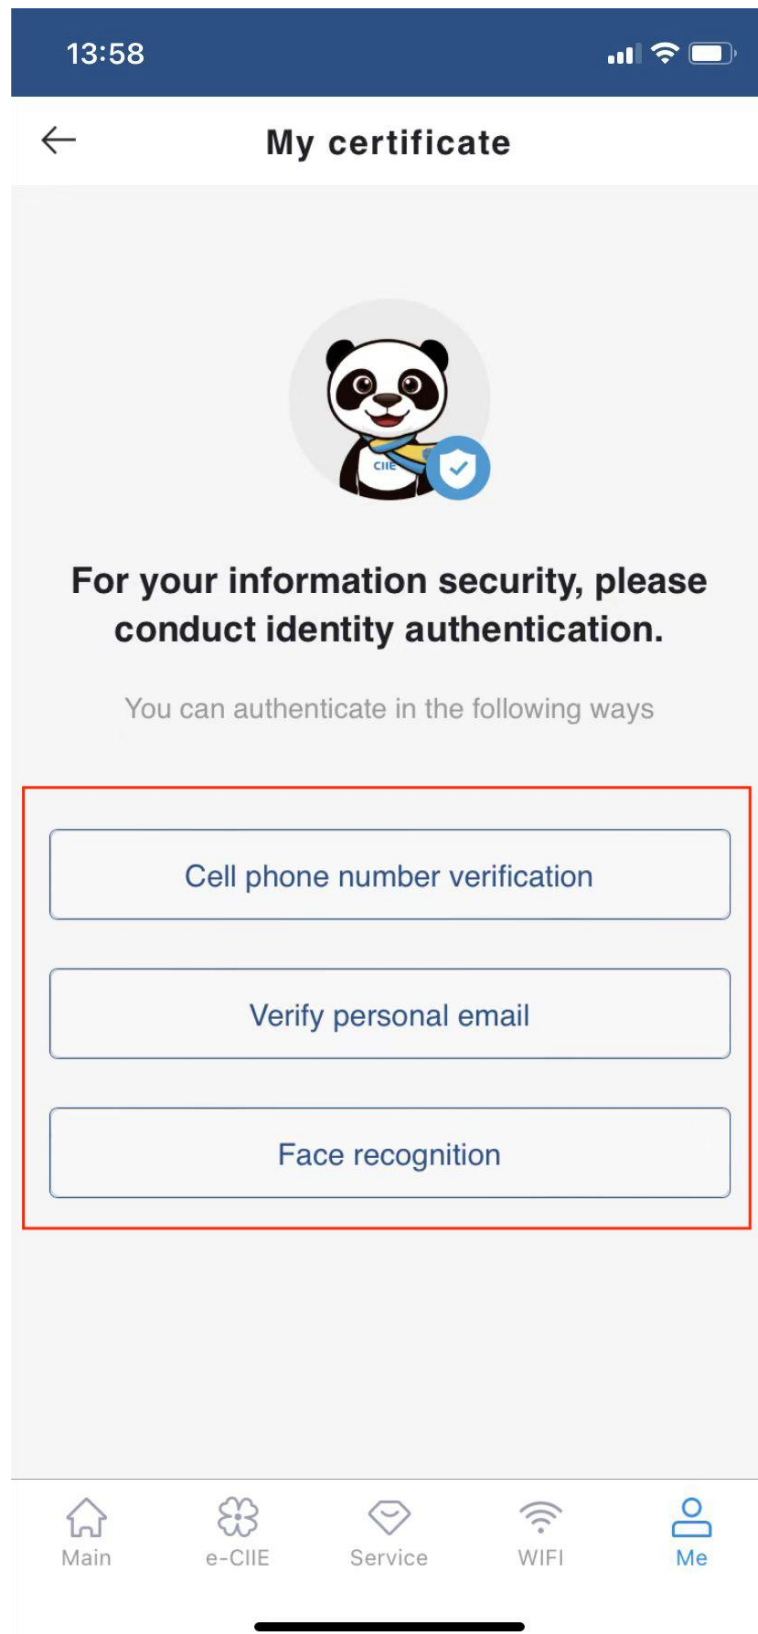 13:58
My certificate
CIIE
For your information security, please
conduct identity authentication.
You can authenticate in the following ways
Cell phone number verification
Verify personal email
Face recognition
Main e-CIIE Service WIFI Me